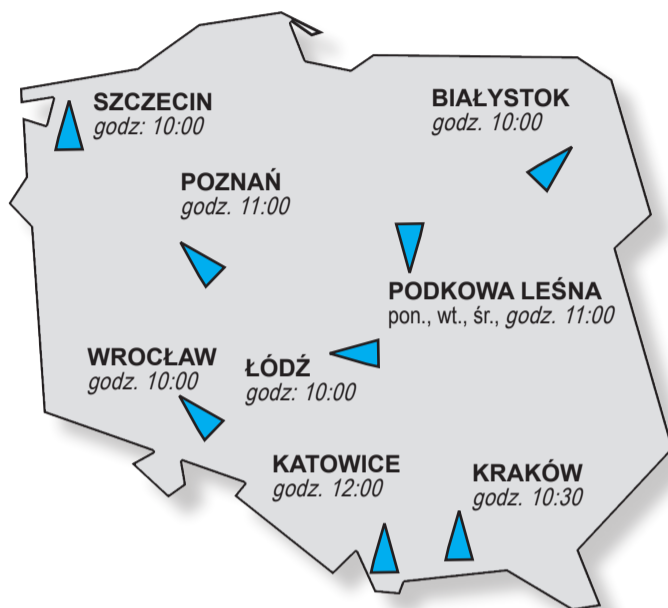 SZCZECIN
godz: 10:00
BIAŁYSTOK
godz. 10:00
POZNAŃ
godz. 11:00
PODKOWA LEŚNA
pon., wt., śr., godz. 11:00
WROCŁAW
godz. 10:00
ŁÓDŹ
godz: 10:00
KATOWICE
godz. 12:00
KRAKÓW
godz. 10:30